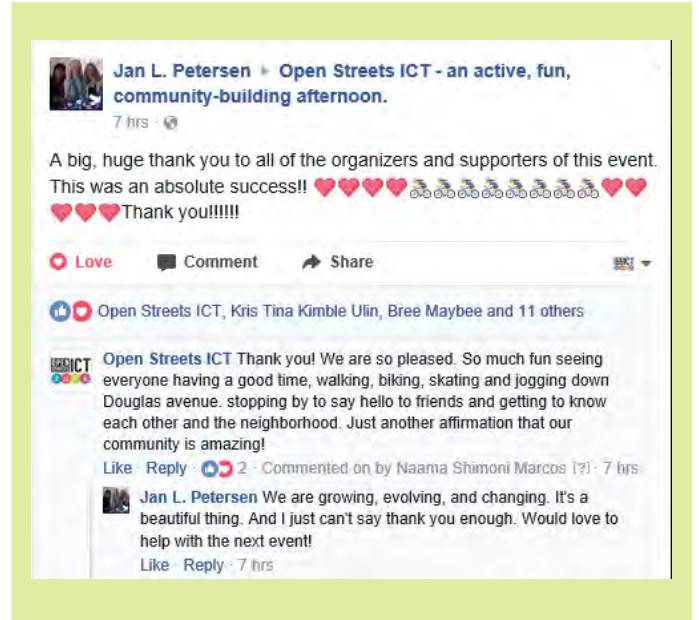 Jan L. Petersen ▸ Open Streets ICT - an active, fun,
community-building afternoon.
7 hrs ·
A big, huge thank you to all of the organizers and supporters of this event.
This was an absolute success!! ❤❤❤❤🚴🚴🚴🚴🚴🚴🚴🚴❤❤
❤❤❤Thank you!!!!!!
Love Comment Share
Open Streets ICT, Kris Tina Kimble Ulin, Bree Maybee and 11 others
OPEN ICT
Open Streets ICT Thank you! We are so pleased. So much fun seeing
everyone having a good time, walking, biking, skating and jogging down
Douglas avenue. stopping by to say hello to friends and getting to know
each other and the neighborhood. Just another affirmation that our
community is amazing!
Like · Reply · 2 · Commented on by Naama Shimoni Marcos [?] · 7 hrs
Jan L. Petersen We are growing, evolving, and changing. It's a
beautiful thing. And I just can't say thank you enough. Would love to
help with the next event!
Like · Reply · 7 hrs